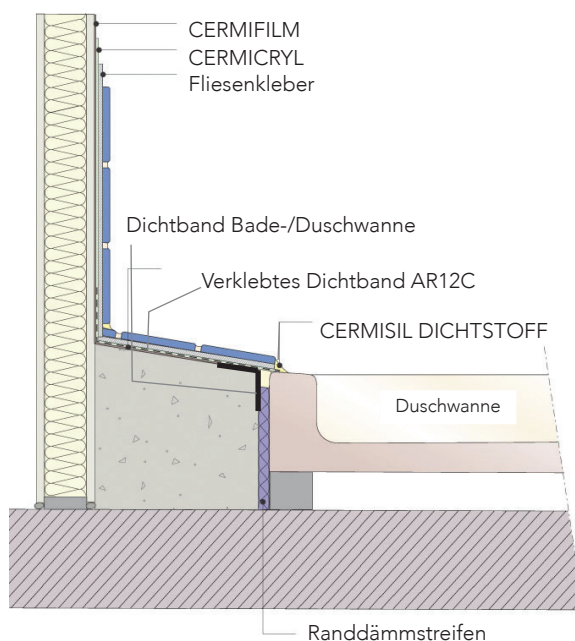 CERMIFILM
CERMICRYL
Fliesenkleber
Dichtband Bade-/Duschwanne
Verklebtes Dichtband AR12C
CERMISIL DICHTSTOFF
Duschwanne
Randdämmstreifen